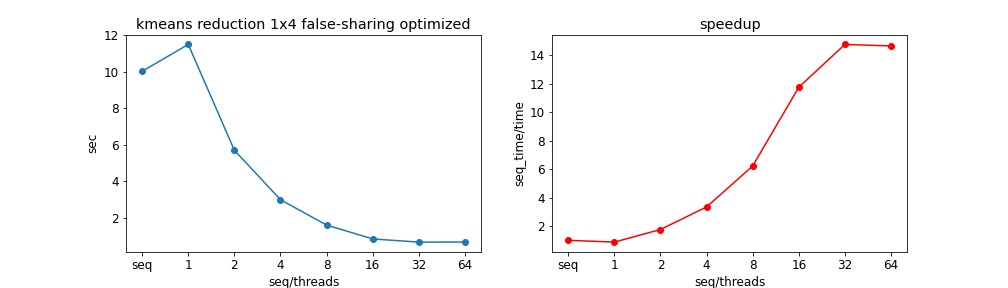 kmeans reduction 1x4 false-sharing optimized
12
10
8
6
4
2
sec
seq 1 2 4 8 16 32 64
seq/threads
speedup
14
12
10
8
6
4
2
seq_time/time
seq 1 2 4 8 16 32 64
seq/threads